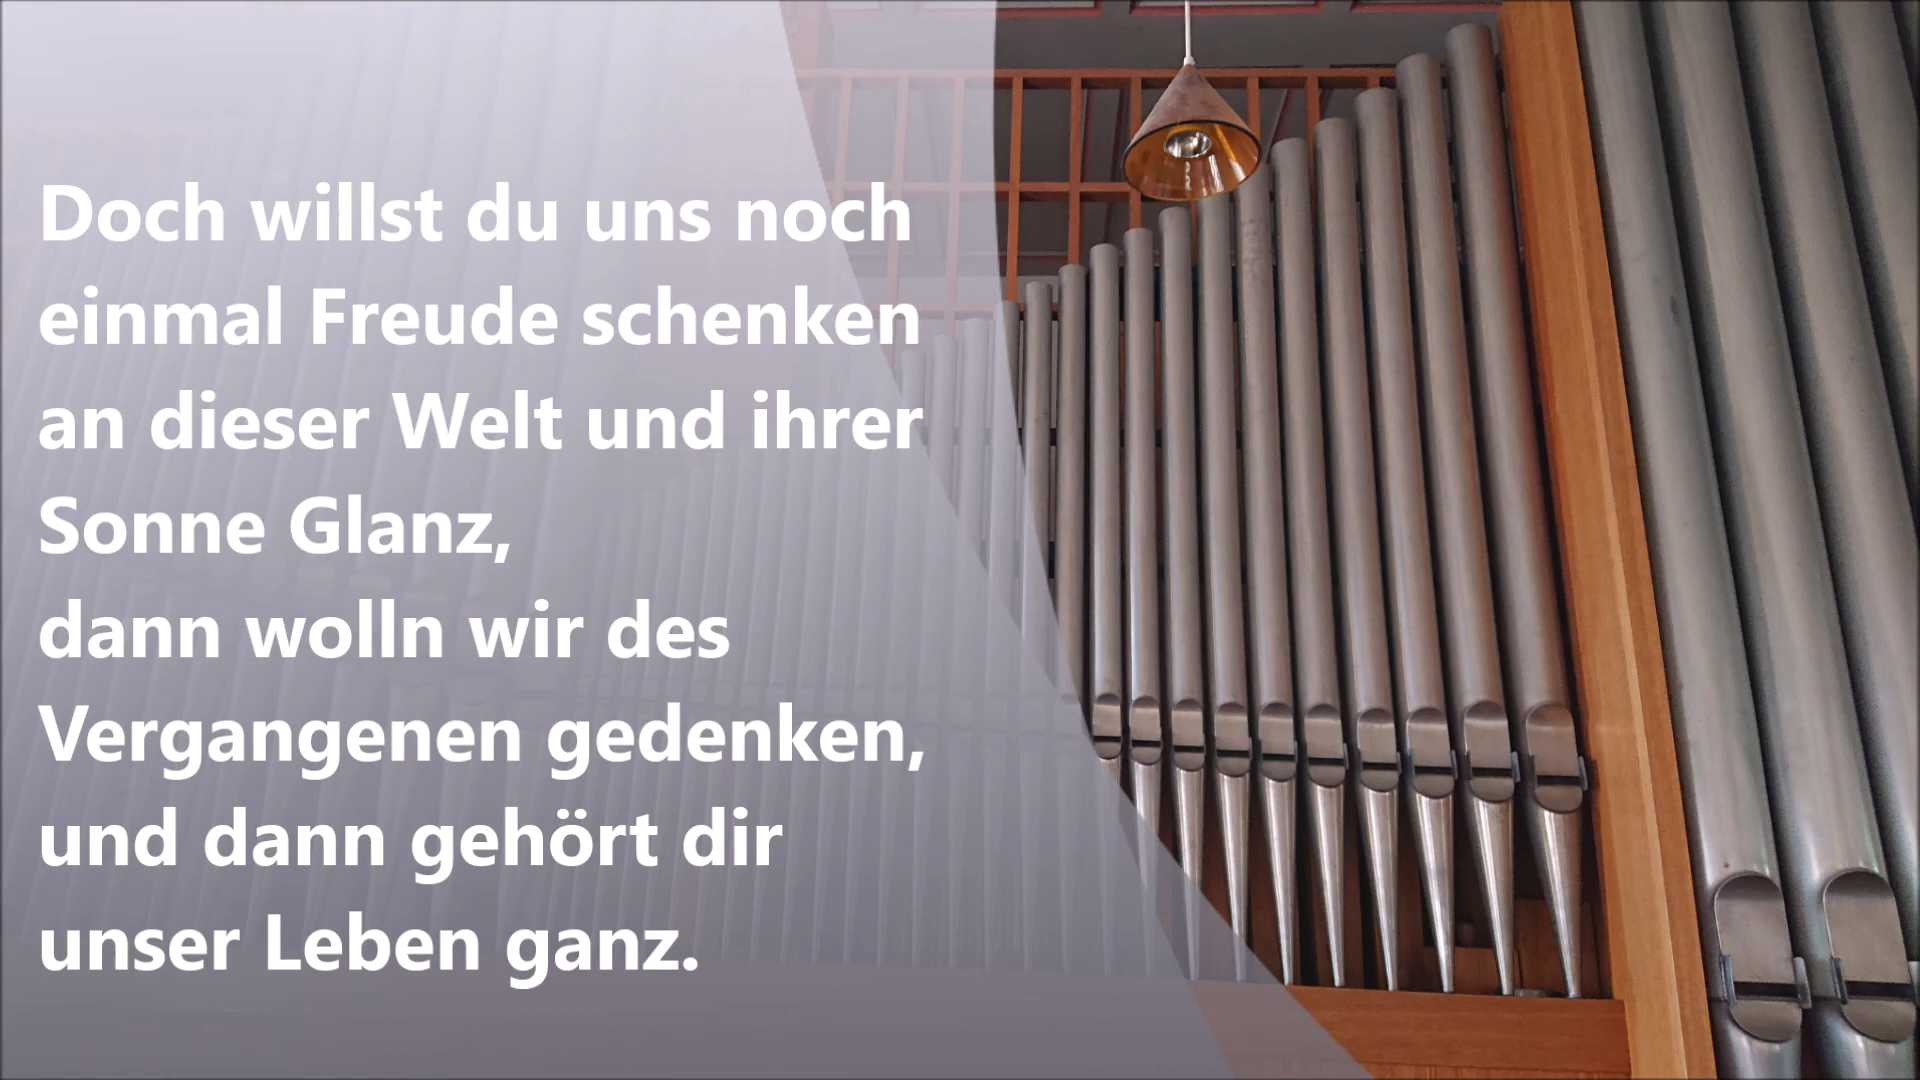 Doch willst du uns noch
einmal Freude schenken
an dieser Welt und ihrer
Sonne Glanz,
dann wolln wir des
Vergangenen gedenken,
und dann gehört dir
unser Leben ganz.